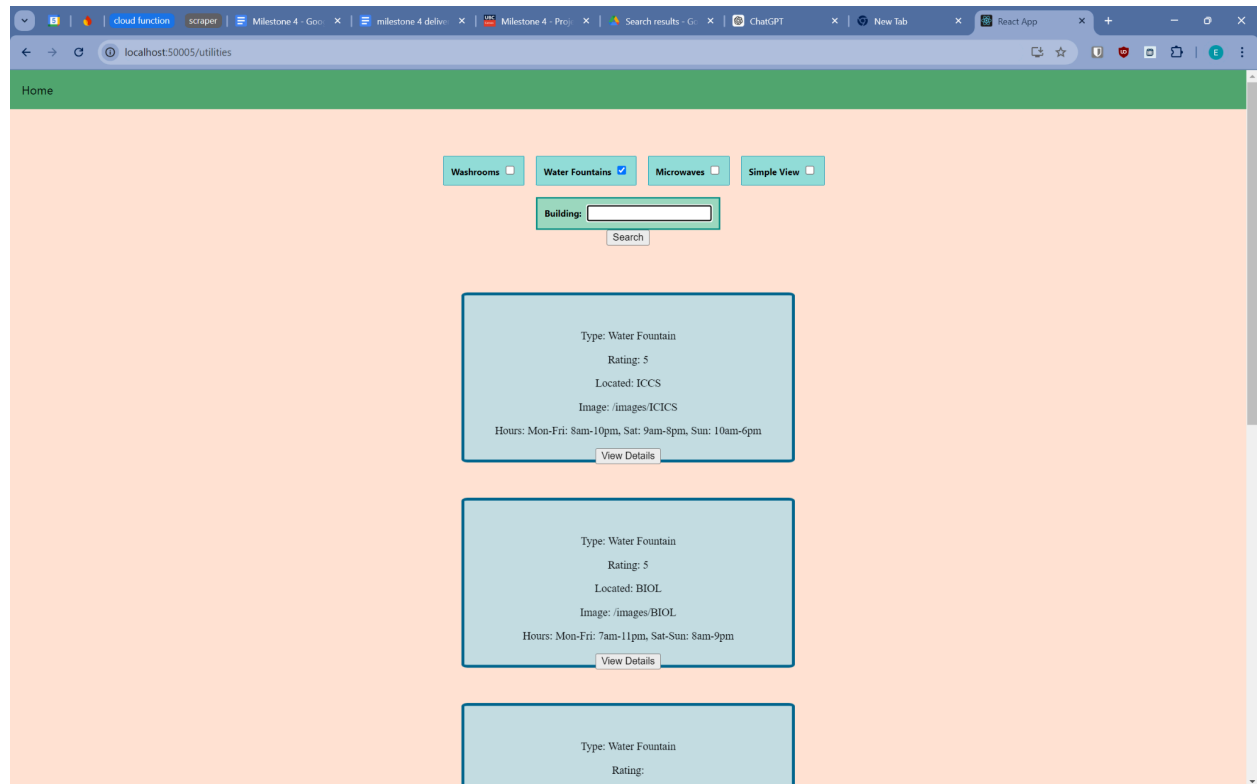 cloud function
scraper
Milestone 4 - Goo
milestone 4 delive
UBC
Milestone 4 - Proj
Search results - Go
ChatGPT
New Tab
React App
localhost:50005/utilities
E
Home
Washrooms
Water Fountains
Microwaves
Simple View
Building:
Search
Type: Water Fountain
Rating: 5
Located: ICCS
Image: /images/ICICS
Hours: Mon-Fri: 8am-10pm, Sat: 9am-8pm, Sun: 10am-6pm
View Details
Type: Water Fountain
Rating: 5
Located: BIOL
Image: /images/BIOL
Hours: Mon-Fri: 7am-11pm, Sat-Sun: 8am-9pm
View Details
Type: Water Fountain
Rating: